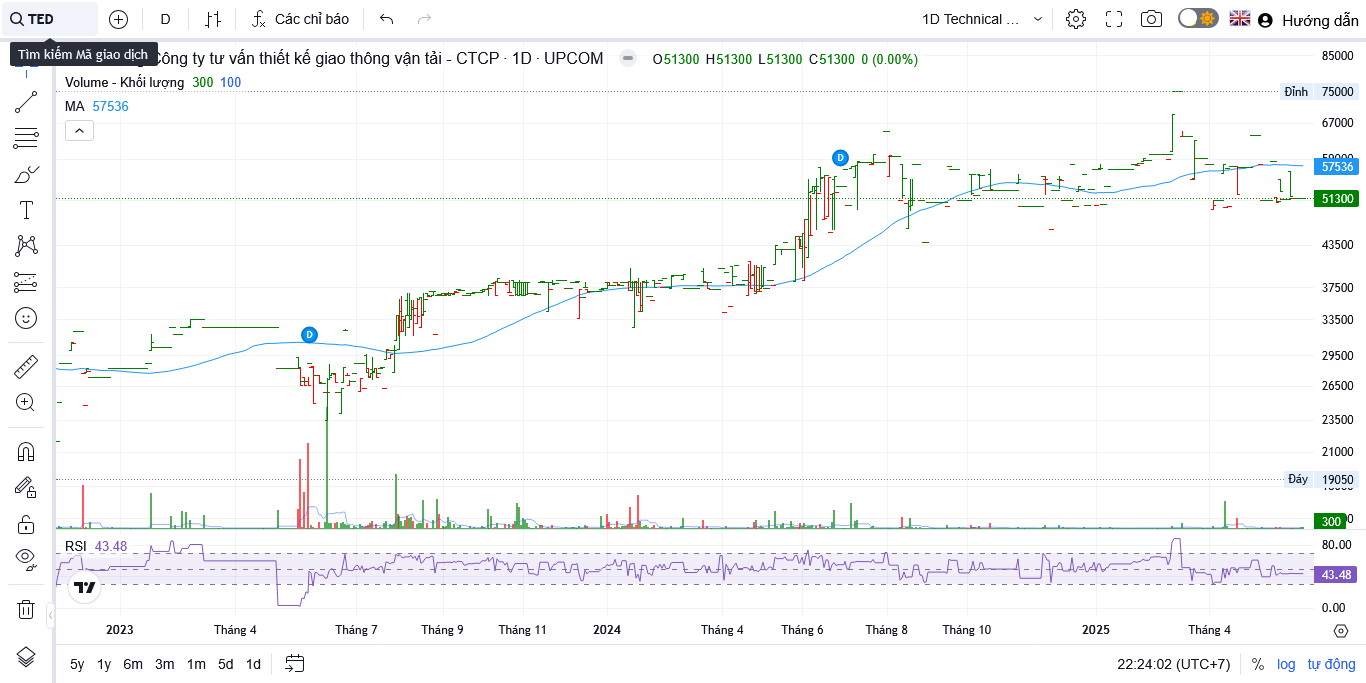 TED
D
Các chỉ báo
1D Technical ...
Hướng dẫn
Tìm kiếm Mã giao dịch
Công ty tư vấn thiết kế giao thông vận tải - CTCP · 1D · UPCOM
O51300 H51300 L51300 C51300 0 (0.00%)
Volume - Khối lượng 300 100
MA 57536
85000
Đỉnh 75000
67000
57536
51300
43500
37500
33500
29500
26500
23500
21000
Đáy 19050
300
D
D
RSI 43.48
80.00
43.48
0.00
2023
Tháng 4
Tháng 7
Tháng 9
Tháng 11
2024
Tháng 4
Tháng 6
Tháng 8
Tháng 10
2025
Tháng 4
5y 1y 6m 3m 1m 5d 1d
22:24:02 (UTC+7)
%
log
tự động